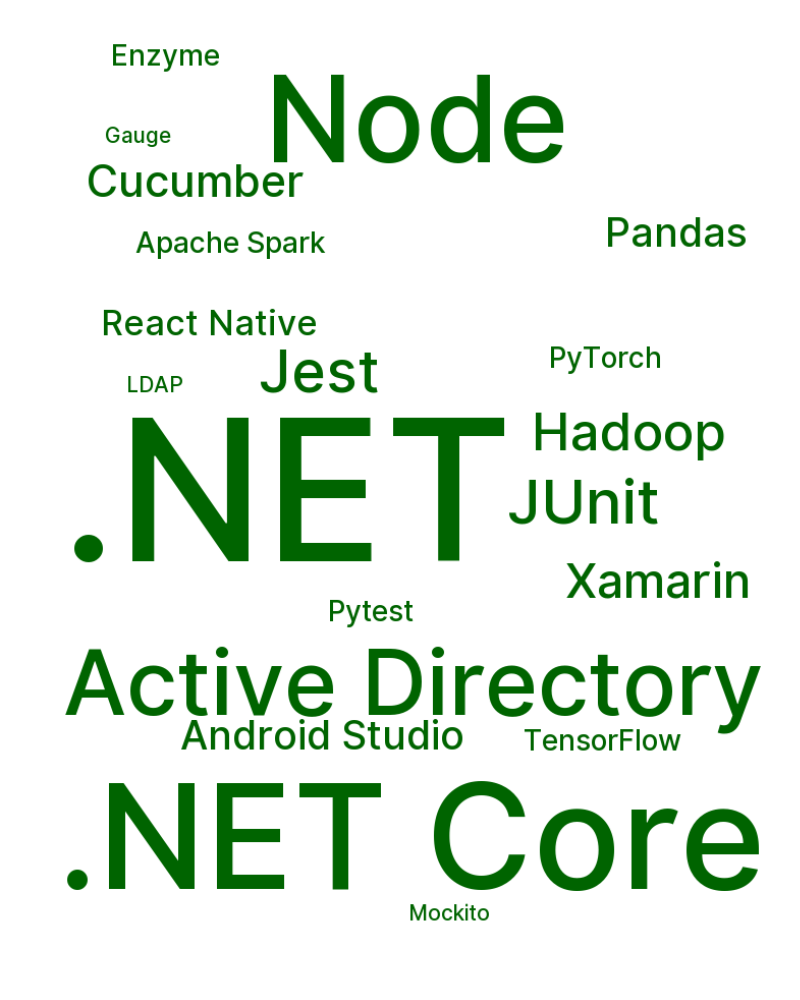 Enzyme
Node
Gauge
Cucumber
Pandas
Apache Spark
React Native
PyTorch
Jest
LDAP
Hadoop
.NET
JUnit
Xamarin
Pytest
Active Directory
Android Studio
TensorFlow
.NET Core
Mockito